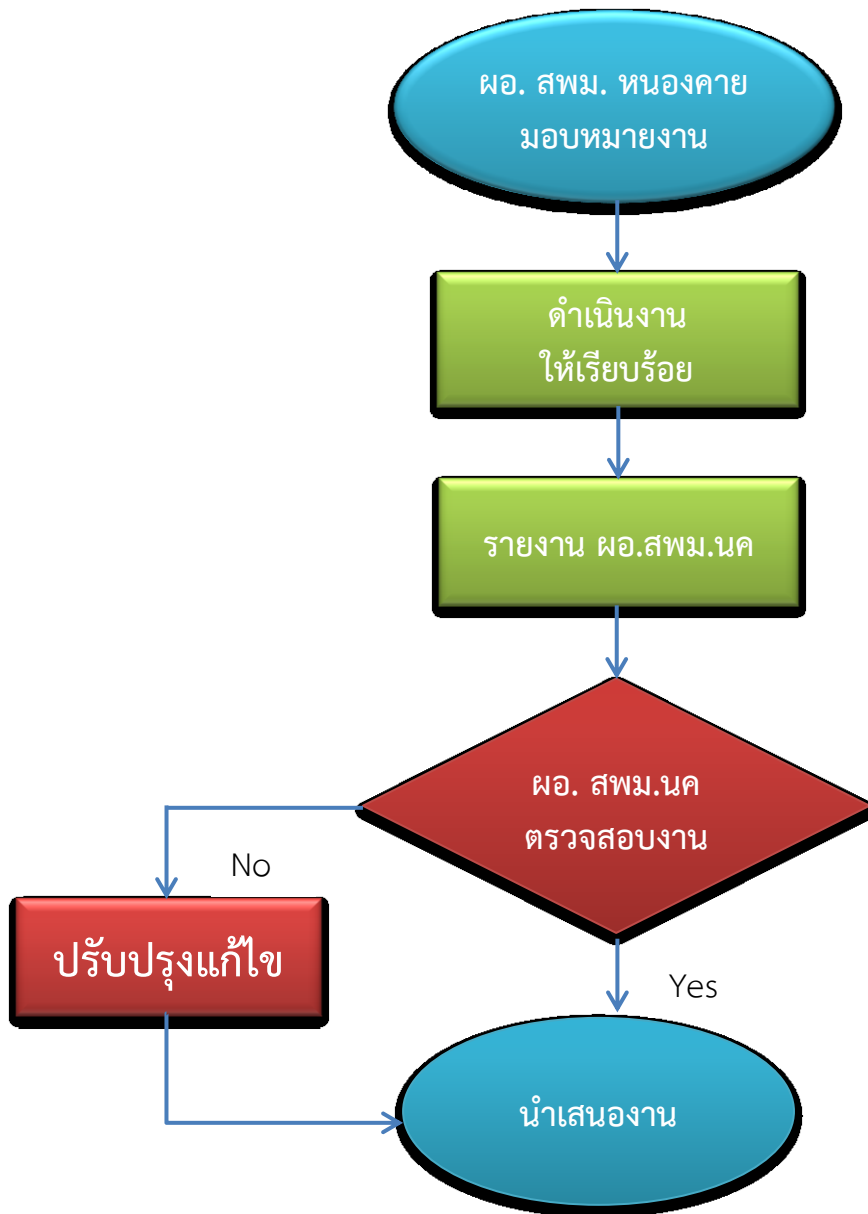 ผอ. สพม. หนองคาย
มอบหมายงาน
ดำเนินงาน
ให้เรียบร้อย
รายงาน ผอ.สพม.นค
ผอ. สพม.นค
ตรวจสอบงาน
No
ปรับปรุงแก้ไข
Yes
นำเสนองาน